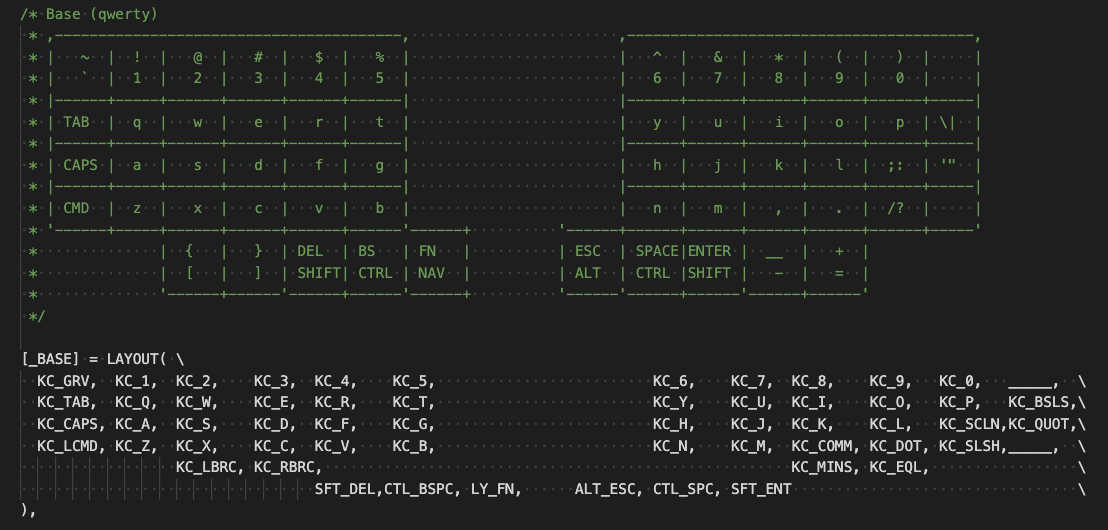 /* Base (qwerty)
 * ,-----------------------------------------,                         ,-----------------------------------------,
 * |   ~  |  !  |   @  |  #  |  $  |   %  |                         |   ^  |   &  |   *  |   (  |   )  |     |
 * |   `  |  1  |   2  |  3  |  4  |   5  |                         |   6  |   7  |   8  |   9  |   0  |     |
 * |------+-----+------+-----+-----+------|                         |------+------+------+------+------+-----|
 * | TAB  |  q  |   w  |  e  |  r  |   t  |                         |   y  |   u  |   i  |   o  |   p  | \|  |
 * |------+-----+------+-----+-----+------|                         |------+------+------+------+------+-----|
 * | CAPS |  a  |   s  |  d  |  f  |   g  |                         |   h  |   j  |   k  |   l  |   ;: | '"  |
 * |------+-----+------+-----+-----+------|                         |------+------+------+------+------+-----|
 * | CMD  |  z  |   x  |  c  |  v  |   b  |                         |   n  |   m  |   ,  |   .  |   /? |     |
 * '------+-----+------+-----+-----+------'------+          '------+------+------+------+------+------+-----'
 *              |  {   |   }  | DEL  | BS   | FN   |          | ESC  | SPACE|ENTER |  __  |   +  |
 *              |  [   |   ]  | SHIFT| CTRL | NAV  |          | ALT  | CTRL |SHIFT |   -  |   =  |
 *              '------+------'------+------'------+          '------'------+------'------+------'
 */
[_BASE] = LAYOUT( \
  KC_GRV,  KC_1,  KC_2,    KC_3,  KC_4,    KC_5,                         KC_6,    KC_7,  KC_8,    KC_9,   KC_0,   _____,  \
  KC_TAB,  KC_Q,  KC_W,    KC_E,  KC_R,    KC_T,                         KC_Y,    KC_U,  KC_I,    KC_O,   KC_P,   KC_BSLS,\
  KC_CAPS, KC_A,  KC_S,    KC_D,  KC_F,    KC_G,                         KC_H,    KC_J,  KC_K,    KC_L,   KC_SCLN,KC_QUOT,\
  KC_LCMD, KC_Z,  KC_X,    KC_C,  KC_V,    KC_B,                         KC_N,    KC_M,  KC_COMM, KC_DOT, KC_SLSH,_____,  \
                  KC_LBRC, KC_RBRC,                                                      KC_MINS, KC_EQL,                 \
                                  SFT_DEL,CTL_BSPC, LY_FN,      ALT_ESC, CTL_SPC, SFT_ENT                                 \
),